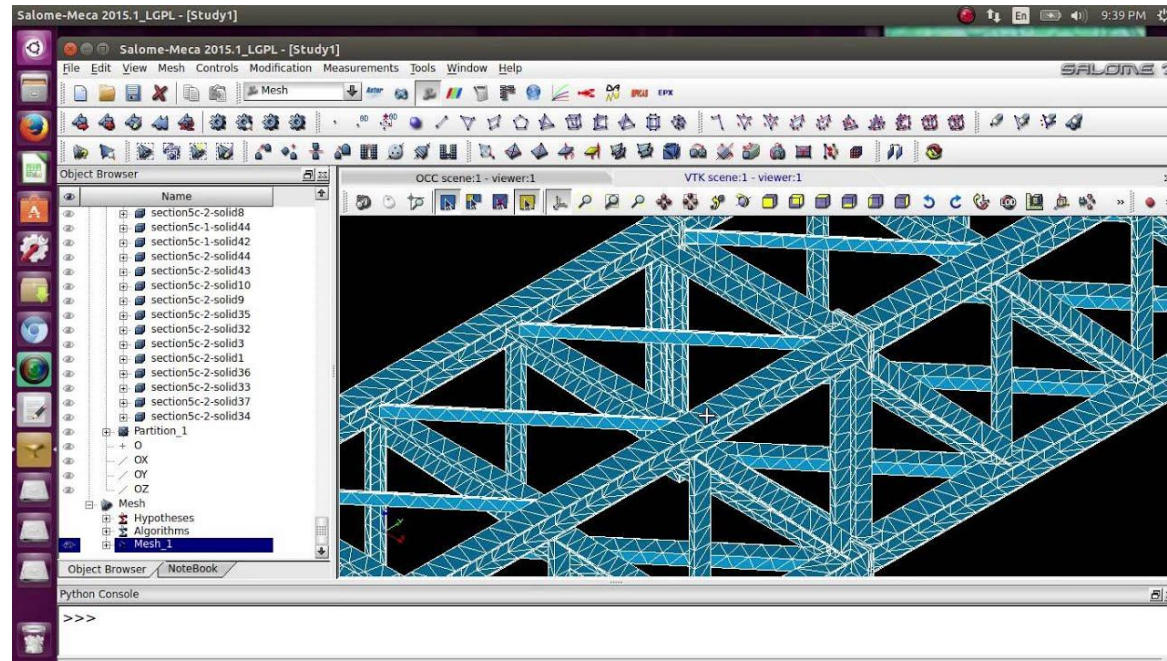 Salome-Meca 2015.1_LGPL - [Study1]
En
9:39 PM
Salome-Meca 2015.1_LGPL - [Study1]
File Edit View Mesh Controls Modification Measurements Tools Window Help
SALOME 7
Mesh
EPX
Object Browser
OCC scene:1 - viewer:1
VTK scene:1 - viewer:1
Name
section5c-2-solid8
section5c-1-solid44
section5c-1-solid42
section5c-2-solid44
section5c-2-solid43
section5c-2-solid10
section5c-2-solid9
section5c-2-solid35
section5c-2-solid32
section5c-2-solid3
section5c-2-solid1
section5c-2-solid36
section5c-2-solid33
section5c-2-solid37
section5c-2-solid34
Partition_1
O
OX
OY
OZ
Mesh
Hypotheses
Algorithms
Mesh_1
Object Browser
NoteBook
Python Console
>>>